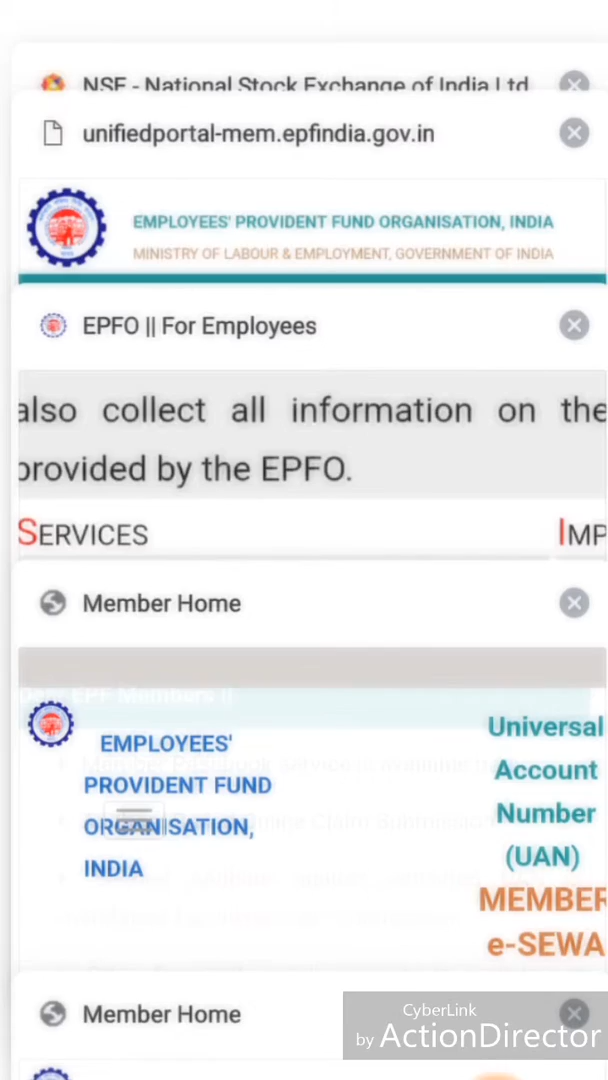 NSE - National Stock Exchange of India Ltd
unifiedportal-mem.epfindia.gov.in
EMPLOYEES' PROVIDENT FUND ORGANISATION, INDIA
MINISTRY OF LABOUR & EMPLOYMENT, GOVERNMENT OF INDIA
EPFO || For Employees
also collect all information on the
provided by the EPFO.
SERVICES IMP
Member Home
Dear EPF Members !!
EMPLOYEES'
PROVIDENT FUND
ORGANISATION,
INDIA
Universal
Account
Number
(UAN)
MEMBER
e-SEWA
Member Home
CyberLink
by ActionDirector